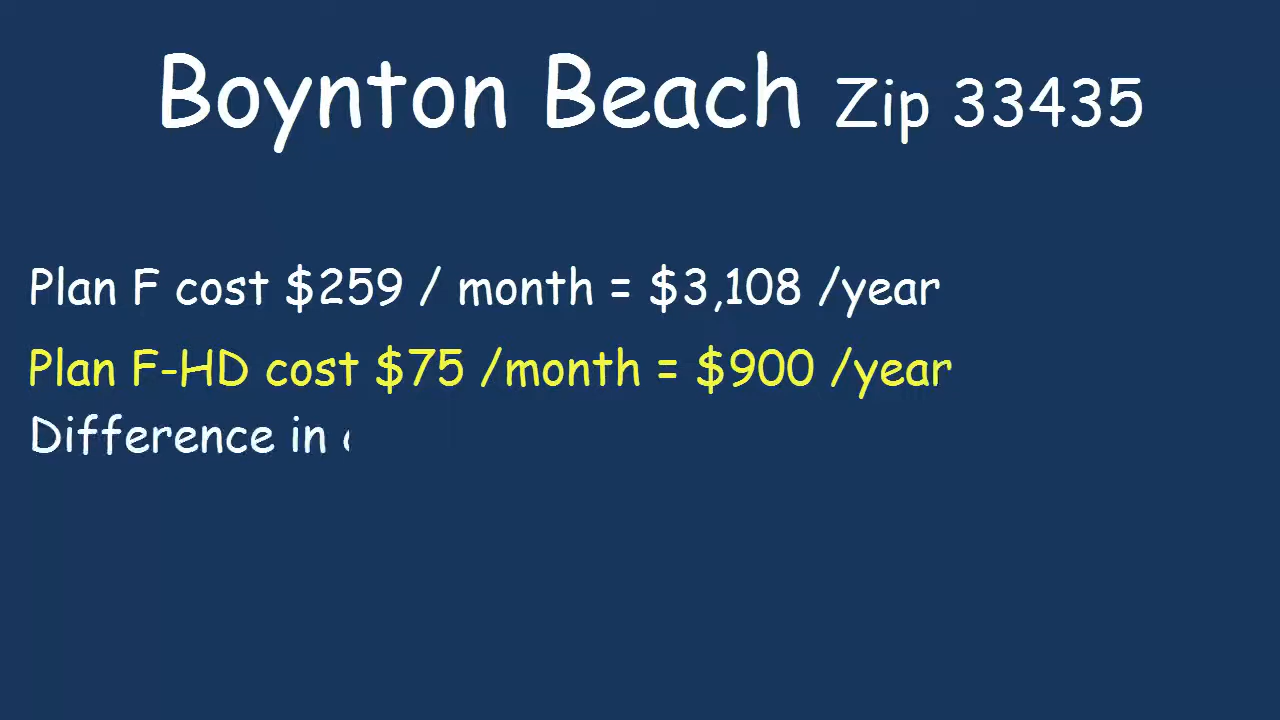 Boynton Beach Zip 33435
Plan F cost $259 / month = $3,108 /year
Plan F-HD cost $75 /month = $900 /year
Difference in